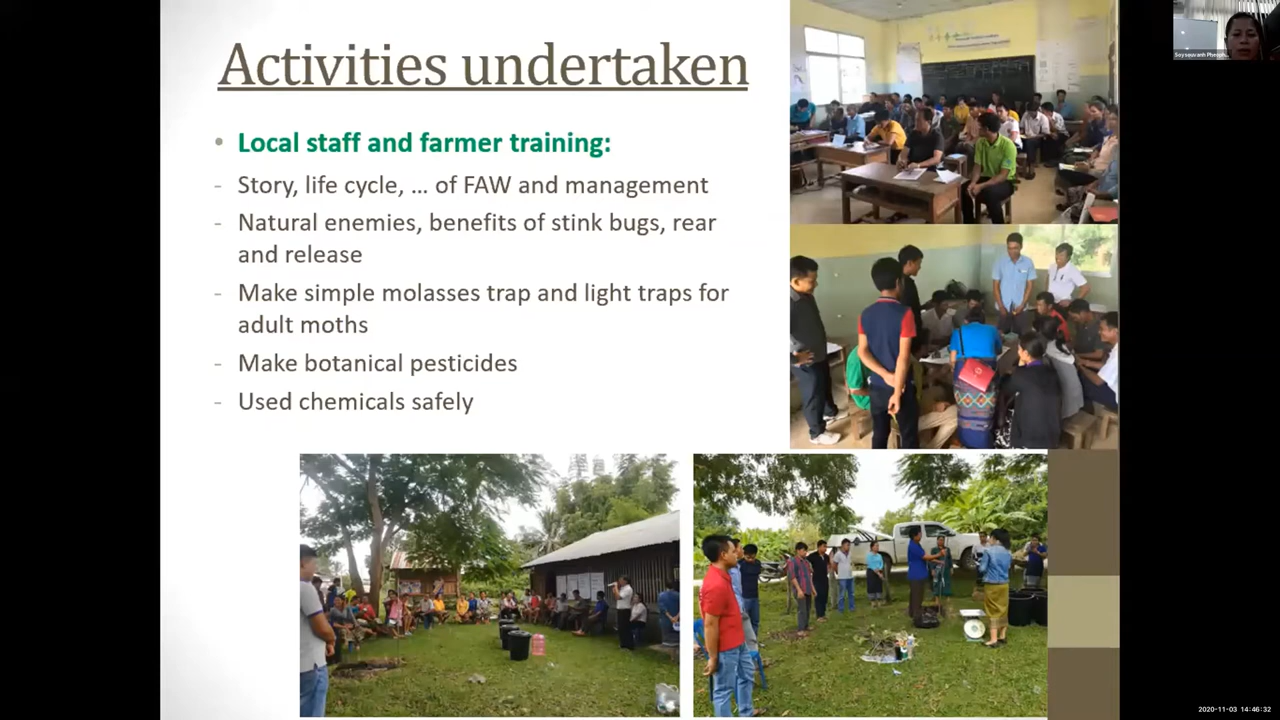 Activities undertaken
• Local staff and farmer training:
- Story, life cycle, ... of FAW and management
- Natural enemies, benefits of stink bugs, rear
and release
- Make simple molasses trap and light traps for
adult moths
- Make botanical pesticides
- Used chemicals safely
2020-11-03 14:46:32